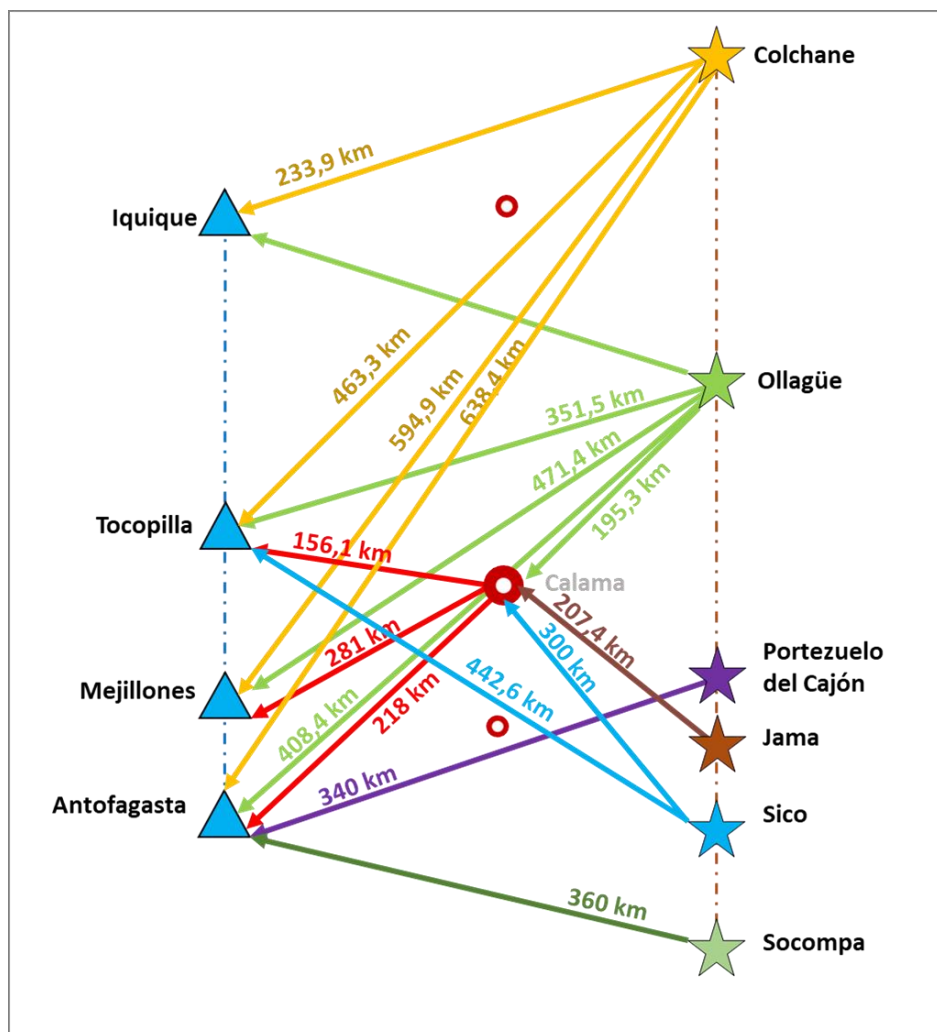 Colchane
233,9 km
Iquique
463,3 km
594,9 km
638,4 km
Ollagüe
351,5 km
471,4 km
195,3 km
Tocopilla
156,1 km
Calama
207,4 km
300 km
281 km
442,6 km
Portezuelo
del Cajón
Mejillones
408,4 km
218 km
Jama
340 km
Antofagasta
Sico
360 km
Socompa